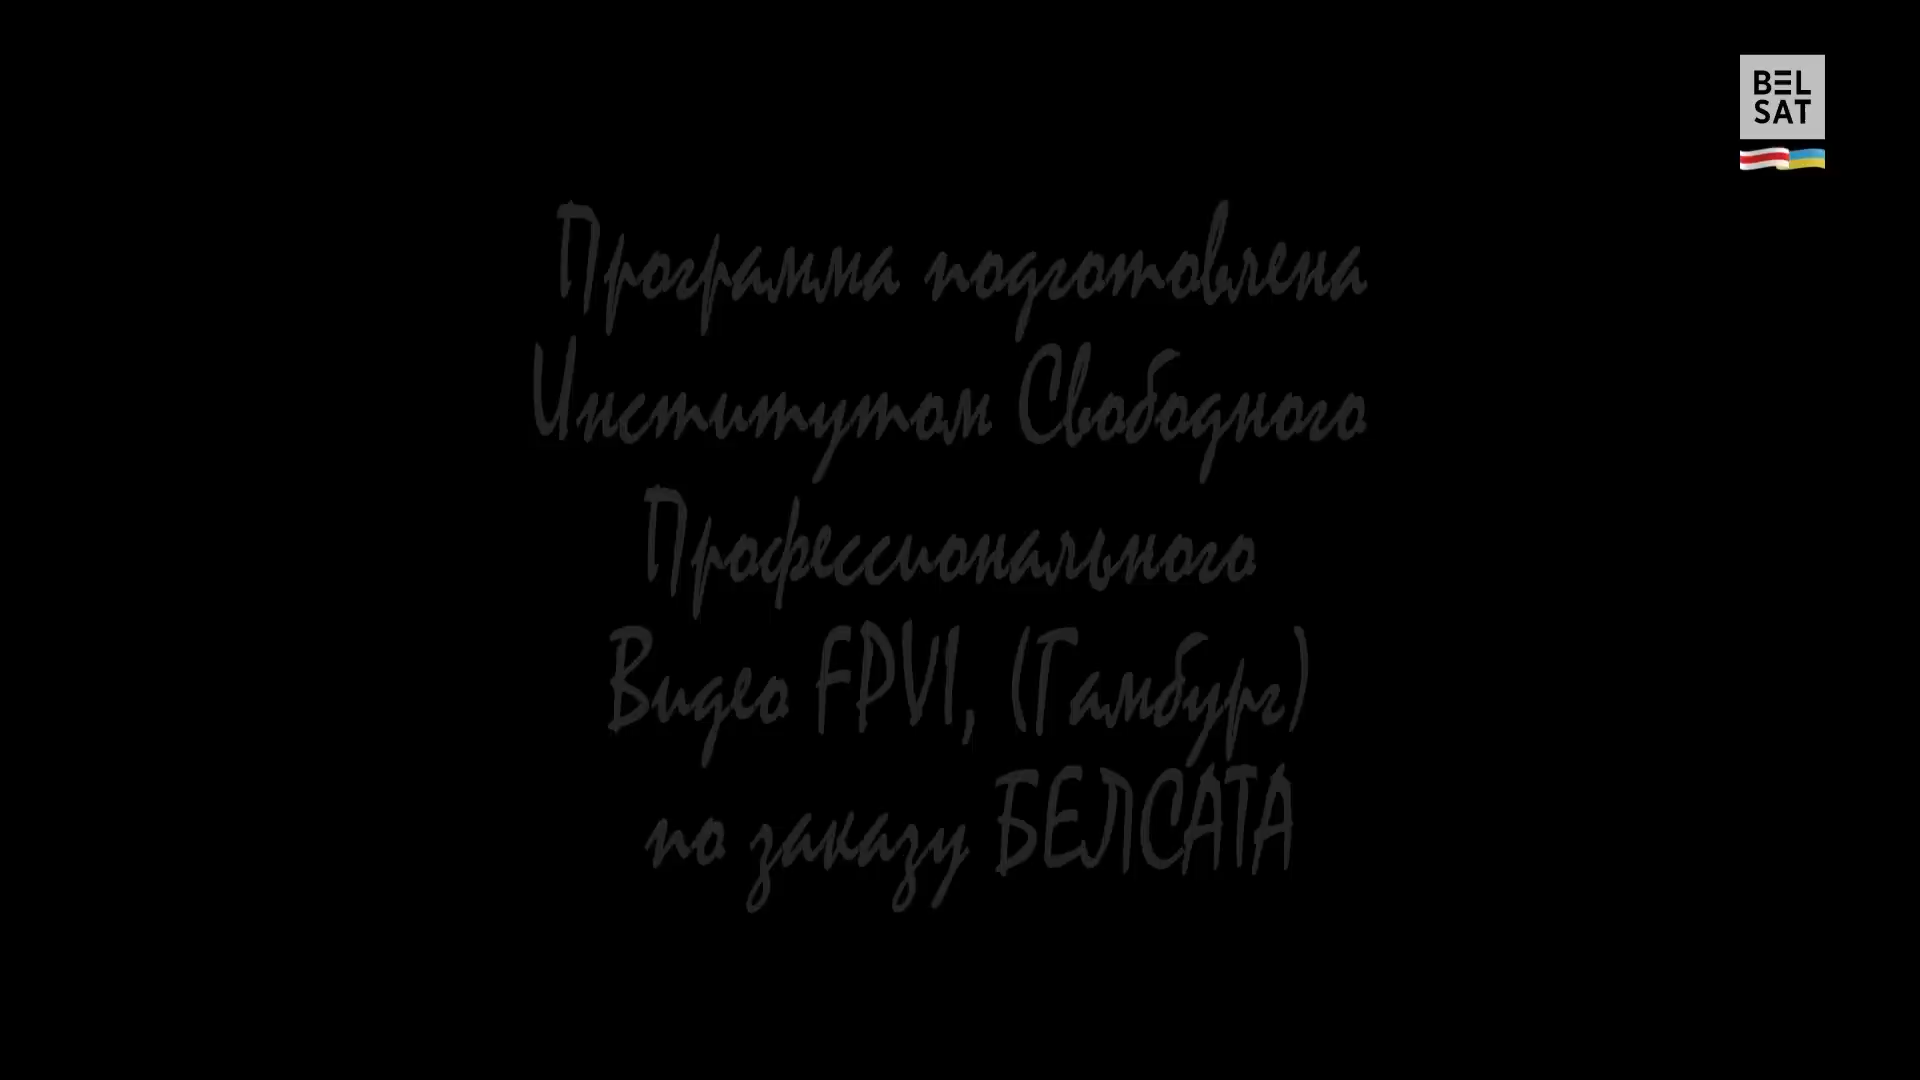 BEL
SAT
Программа подготовлена
Институтом Свободного
Профессионального
Видео FPVI, (Гамбург)
по заказу БЕЛСАТА